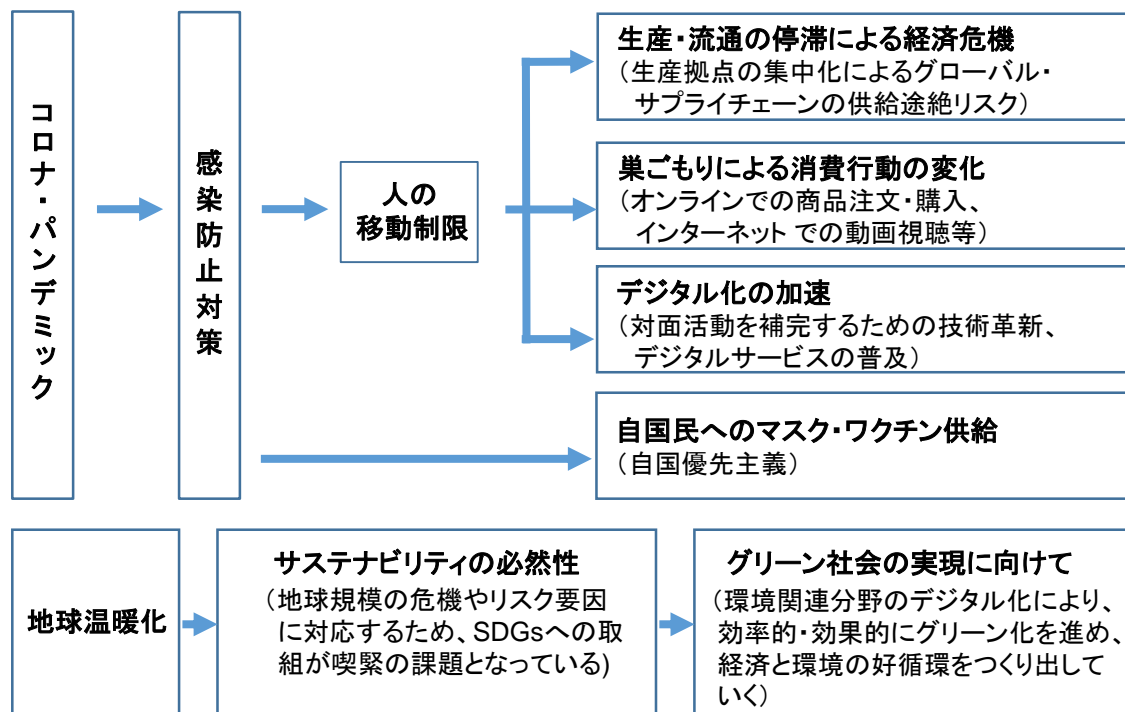 コロナ・パンデミック
感染防止対策
人の
移動制限
生産・流通の停滞による経済危機
（生産拠点の集中化によるグローバル・
サプライチェーンの供給途絶リスク）
巣ごもりによる消費行動の変化
（オンラインでの商品注文・購入、
インターネット での動画視聴等）
デジタル化の加速
（対面活動を補完するための技術革新、
デジタルサービスの普及）
自国民へのマスク・ワクチン供給
（自国優先主義）
地球温暖化
サステナビリティの必然性
（地球規模の危機やリスク要因
に対応するため、SDGsへの取
組が喫緊の課題となっている)
グリーン社会の実現に向けて
（環境関連分野のデジタル化により、
効率的・効果的にグリーン化を進め、
経済と環境の好循環をつくり出して
いく）